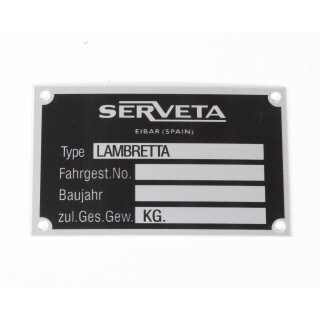 SERVETA
EIBAR (SPAIN)
Type LAMBRETTA
Fahrgest.No.
Baujahr
zul.Ges.Gew. KG.